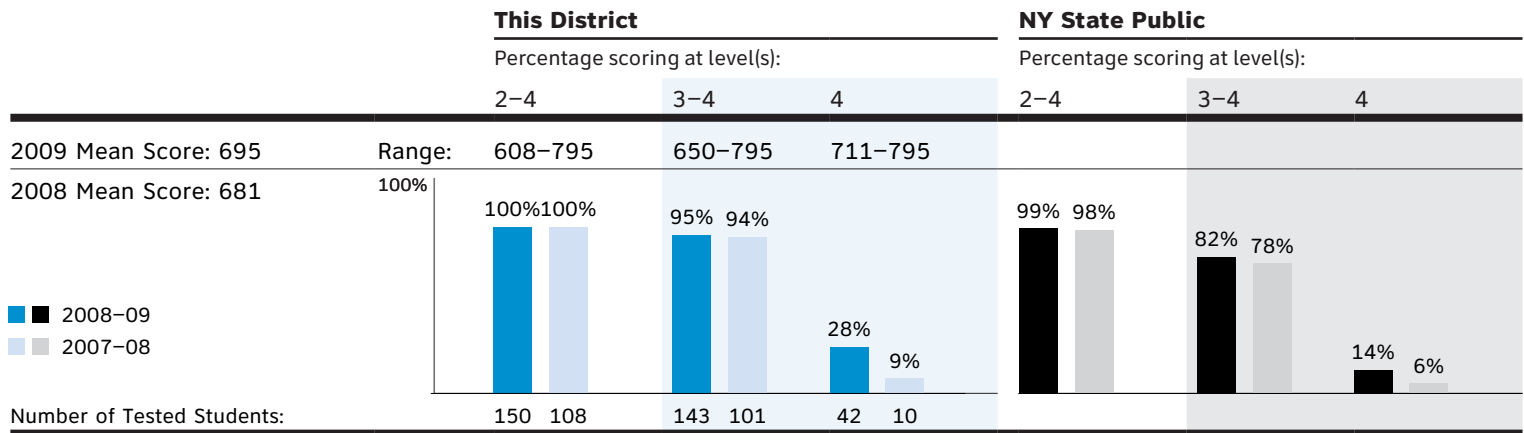 This District NY State Public
Percentage scoring at level(s): Percentage scoring at level(s):
2–4 3–4 4 2–4 3–4 4
2009 Mean Score: 695 Range: 608–795 650–795 711–795
2008 Mean Score: 681 100%
100% 100% 95% 94% 28% 9% 99% 98% 82% 78% 14% 6%
2008–09
2007–08
Number of Tested Students: 150 108 143 101 42 10